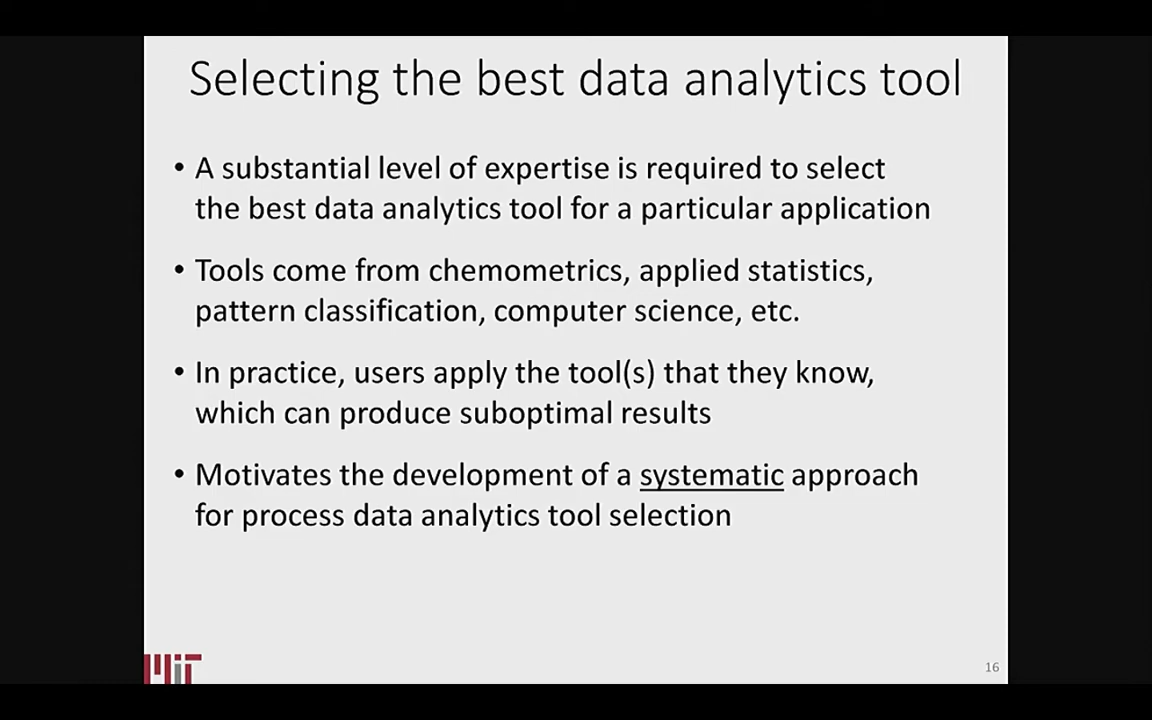 Selecting the best data analytics tool
• A substantial level of expertise is required to select
the best data analytics tool for a particular application
• Tools come from chemometrics, applied statistics,
pattern classification, computer science, etc.
• In practice, users apply the tool(s) that they know,
which can produce suboptimal results
• Motivates the development of a systematic approach
for process data analytics tool selection
MIT
16